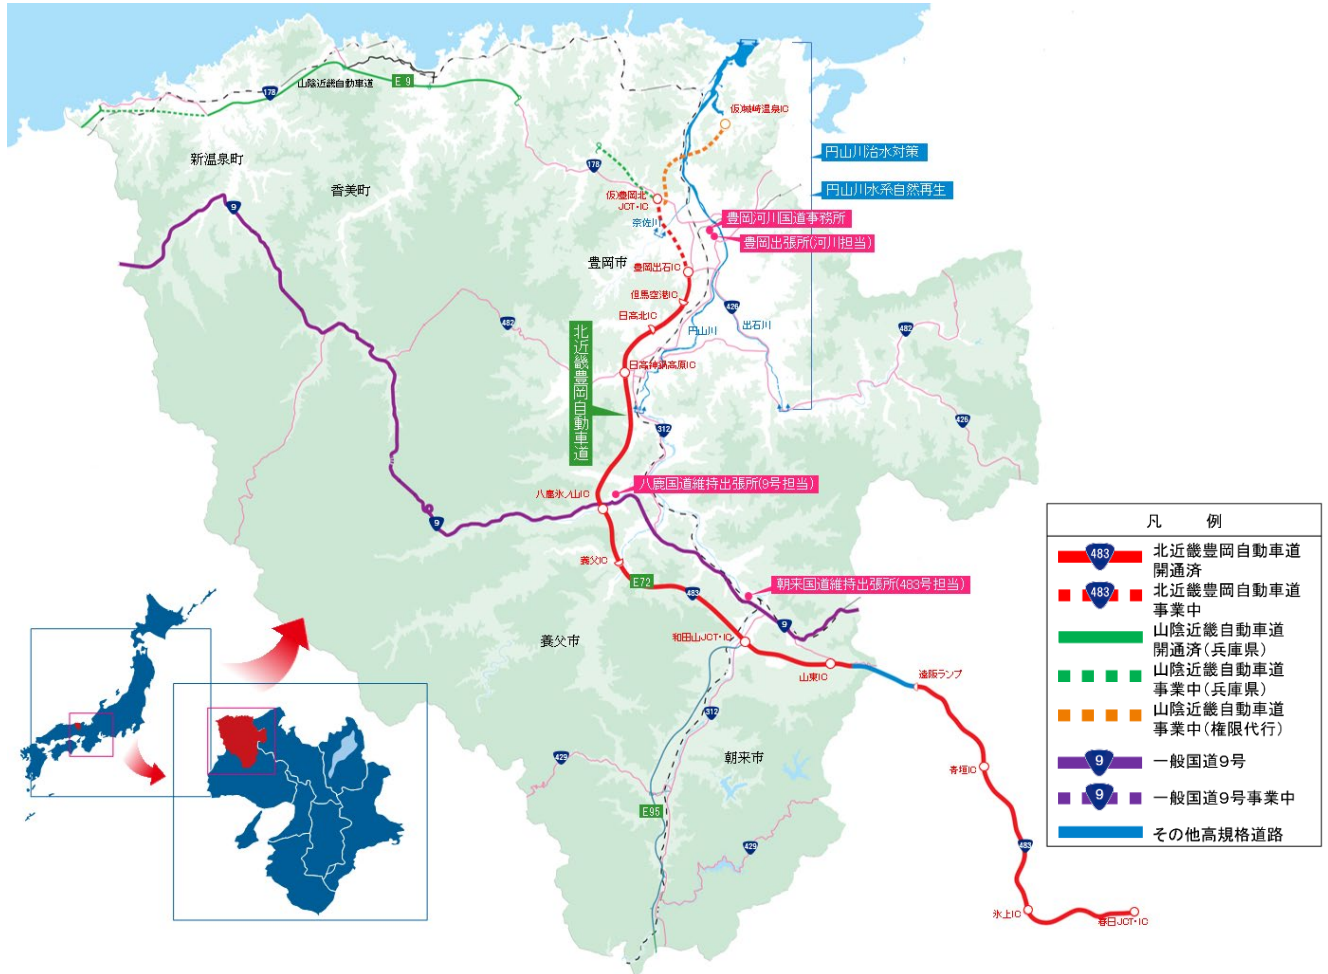 山陰近畿自動車道
E 9
178
仮)城崎温泉IC
円山川治水対策
新温泉町
香美町
178
円山川水系自然再生
9
仮)豊岡北
JCT・IC
奈佐川
豊岡河川国道事務所
豊岡出張所(河川担当)
豊岡市
豊岡出石IC
但馬空港IC
426
日高北IC
482
円山川
出石川
482
北近畿豊岡自動車道
日高神鍋高原IC
312
426
八鹿国道維持出張所(9号担当)
八鹿氷ノ山IC
9
養父IC
E72
483
朝来国道維持出張所(483号担当)
9
養父市
和田山JCT・IC
山東IC
遠阪ランプ
312
429
朝来市
青垣IC
E95
429
483
氷上IC
春日JCT・IC
凡 例
483
北近畿豊岡自動車道
開通済
483
北近畿豊岡自動車道
事業中
山陰近畿自動車道
開通済(兵庫県)
山陰近畿自動車道
事業中(兵庫県)
山陰近畿自動車道
事業中(権限代行)
9
一般国道9号
9
一般国道9号事業中
その他高規格道路